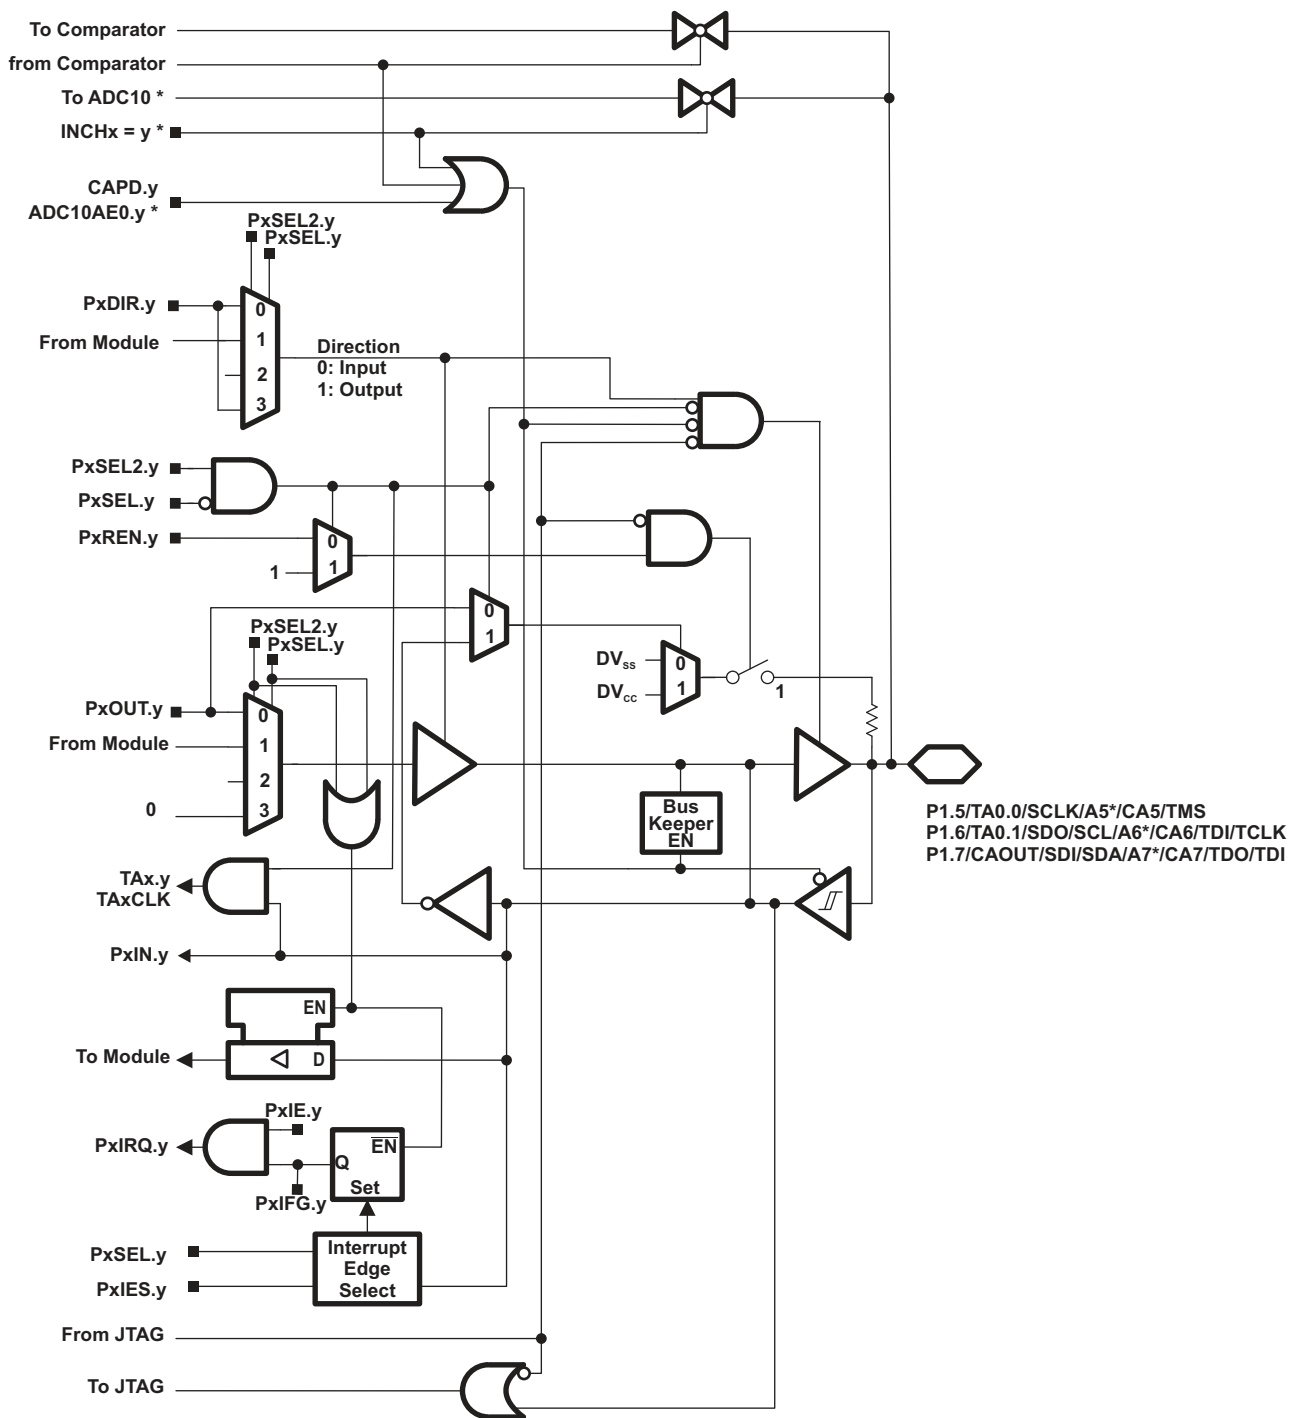 To Comparator
from Comparator
To ADC10 *
INCHx = y *
CAPD.y
ADC10AE0.y *
PxSEL2.y
PxSEL.y
PxDIR.y
From Module
0
1
2
3
Direction
0: Input
1: Output
PxSEL2.y
PxSEL.y
PxREN.y
0
1
1
0
1
PxSEL2.y
PxSEL.y
DVSS
DVCC
0
1
1
PxOUT.y
From Module
0
0
1
2
3
Bus
Keeper
EN
P1.5/TA0.0/SCLK/A5*/CA5/TMS
P1.6/TA0.1/SDO/SCL/A6*/CA6/TDI/TCLK
P1.7/CAOUT/SDI/SDA/A7*/CA7/TDO/TDI
TAx.y
TAxCLK
PxIN.y
EN
To Module
D
PxIE.y
PxIRQ.y
EN
Q
Set
PxIFG.y
PxSEL.y
PxIES.y
Interrupt
Edge
Select
From JTAG
To JTAG